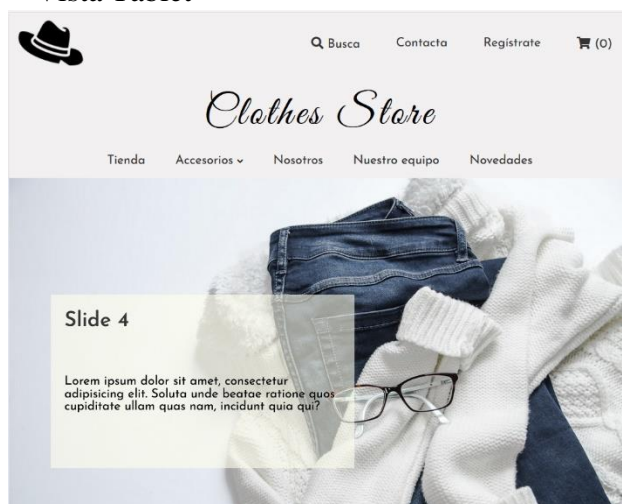 Vista Tablet
Busca Contacta Regístrate (0)
Clothes Store
Tienda Accesorios Nosotros Nuestro equipo Novedades
Slide 4
Lorem ipsum dolor sit amet, consectetur
adipisicing elit. Soluta unde beatae ratione quos
cupiditate ullam quas nam, incidunt quia qui?